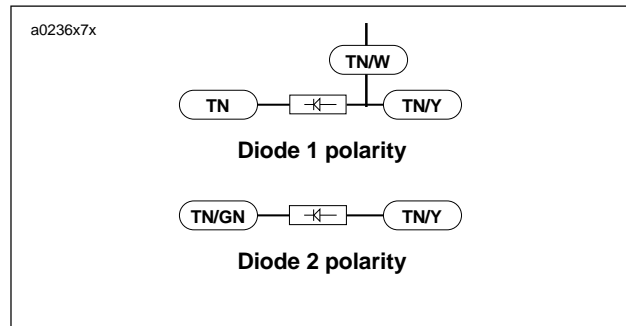 a0236x7x
TN/W
TN
TN/Y
Diode 1 polarity
TN/GN
TN/Y
Diode 2 polarity